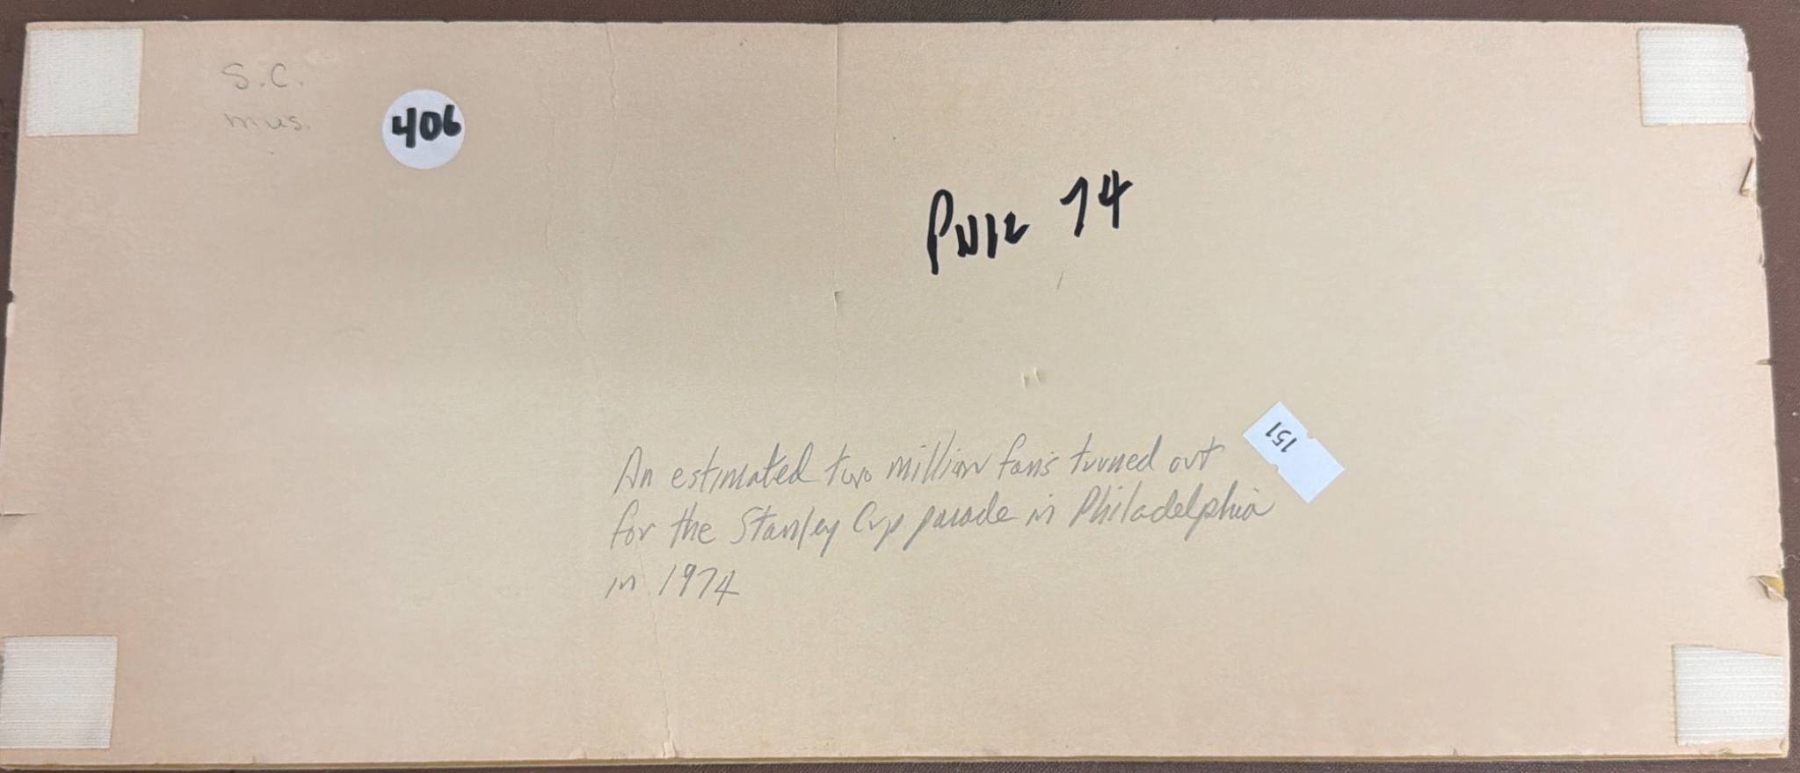 S.C.
mus.
406
PHIL 74
An estimated two million fans turned out
for the Stanley Cup parade in Philadelphia
in 1974
151